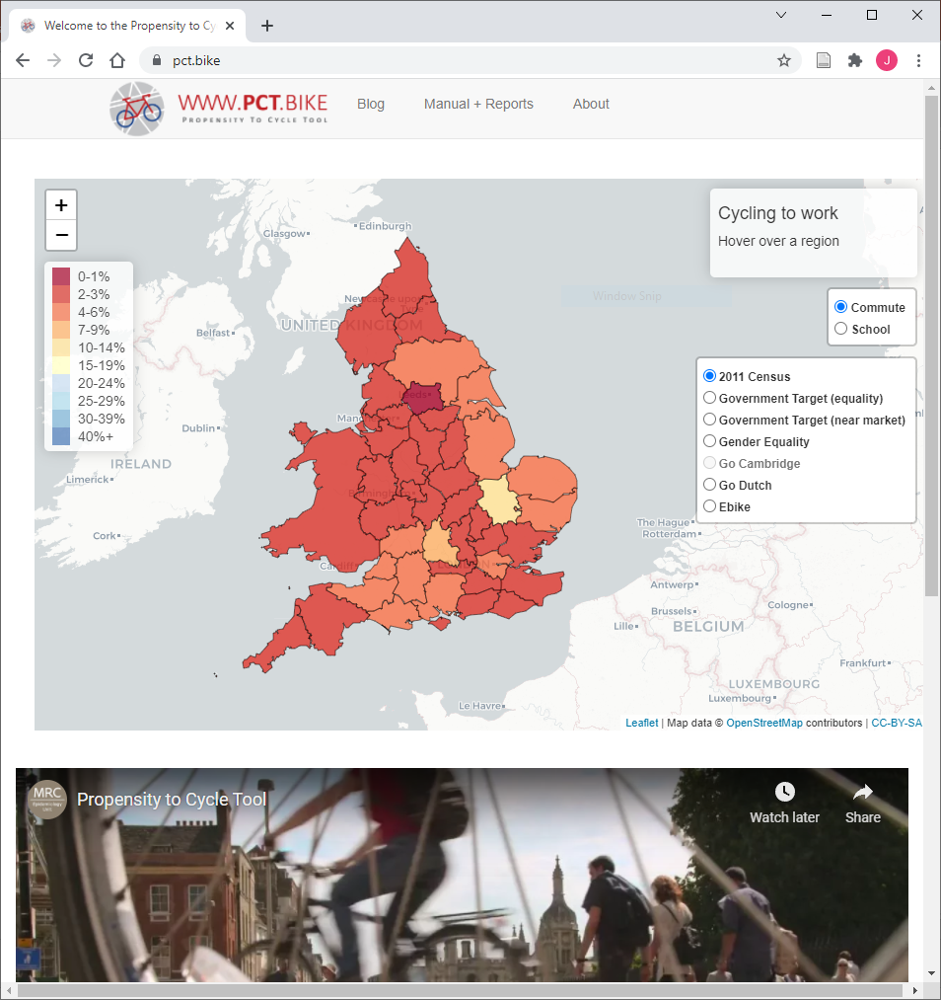 Welcome to the Propensity to Cy
pct.bike
J
WWW.PCT.BIKE
PROPENSITY TO CYCLE TOOL
Blog
Manual + Reports
About
+
−
0-1%
2-3%
4-6%
7-9%
10-14%
15-19%
20-24%
25-29%
30-39%
40%+
Cycling to work
Hover over a region
Window Snip
Commute
School
2011 Census
Government Target (equality)
Government Target (near market)
Gender Equality
Go Cambridge
Go Dutch
Ebike
Edinburgh
Glasgow
Newcastle upon
Tyne
UNITED KINGDOM
Belfast
Leeds
Manchester
Dublin
IRELAND
Limerick
Birmingham
Cork
Cardiff
LONDON
The Hague
Rotterdam
Antwerp
Brussels
Cologne
Lille
BELGIUM
Frankfurt
LUXEMBOURG
Luxembourg
Le Havre
Leaflet | Map data © OpenStreetMap contributors | CC-BY-SA
MRC
Propensity to Cycle Tool
Watch later
Share